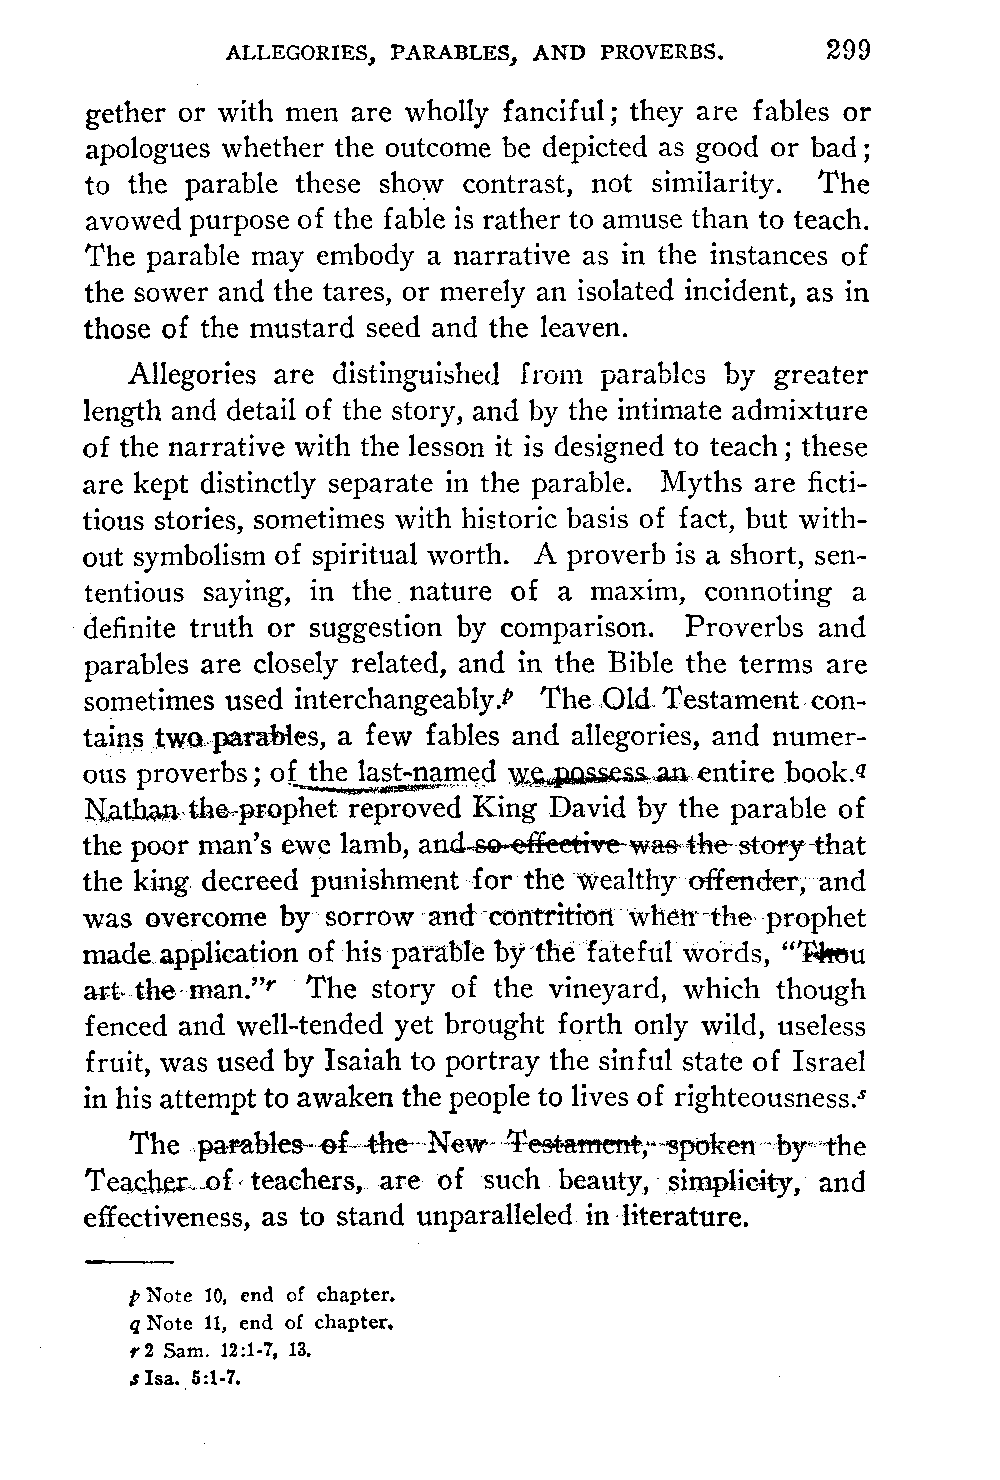 ALLEGORIES, PARABLES, AND PROVERBS. 299
gether or with men are wholly fanciful; they are fables or
apologues whether the outcome be depicted as good or bad;
to the parable these show contrast, not similarity. The
avowed purpose of the fable is rather to amuse than to teach.
The parable may embody a narrative as in the instances of
the sower and the tares, or merely an isolated incident, as in
those of the mustard seed and the leaven.
Allegories are distinguished from parables by greater
length and detail of the story, and by the intimate admixture
of the narrative with the lesson it is designed to teach; these
are kept distinctly separate in the parable. Myths are ficti-
tious stories, sometimes with historic basis of fact, but with-
out symbolism of spiritual worth. A proverb is a short, sen-
tentious saying, in the nature of a maxim, connoting a
definite truth or suggestion by comparison. Proverbs and
parables are closely related, and in the Bible the terms are
sometimes used interchangeably.p The Old Testament con-
tains two parables, a few fables and allegories, and numer-
ous proverbs; of the last-named we possess an entire book.q
Nathan the prophet reproved King David by the parable of
the poor man's ewe lamb, and so effective was the story that
the king decreed punishment for the wealthy offender, and
was overcome by sorrow and contrition when the prophet
made application of his parable by the fateful words, "Thou
art the man."r The story of the vineyard, which though
fenced and well-tended yet brought forth only wild, useless
fruit, was used by Isaiah to portray the sinful state of Israel
in his attempt to awaken the people to lives of righteousness.s
The parables of the New Testament, spoken by the
Teacher of teachers, are of such beauty, simplicity, and
effectiveness, as to stand unparalleled in literature.
p Note 10, end of chapter.
q Note 11, end of chapter.
r 2 Sam. 12:1-7, 13.
s Isa. 5:1-7.